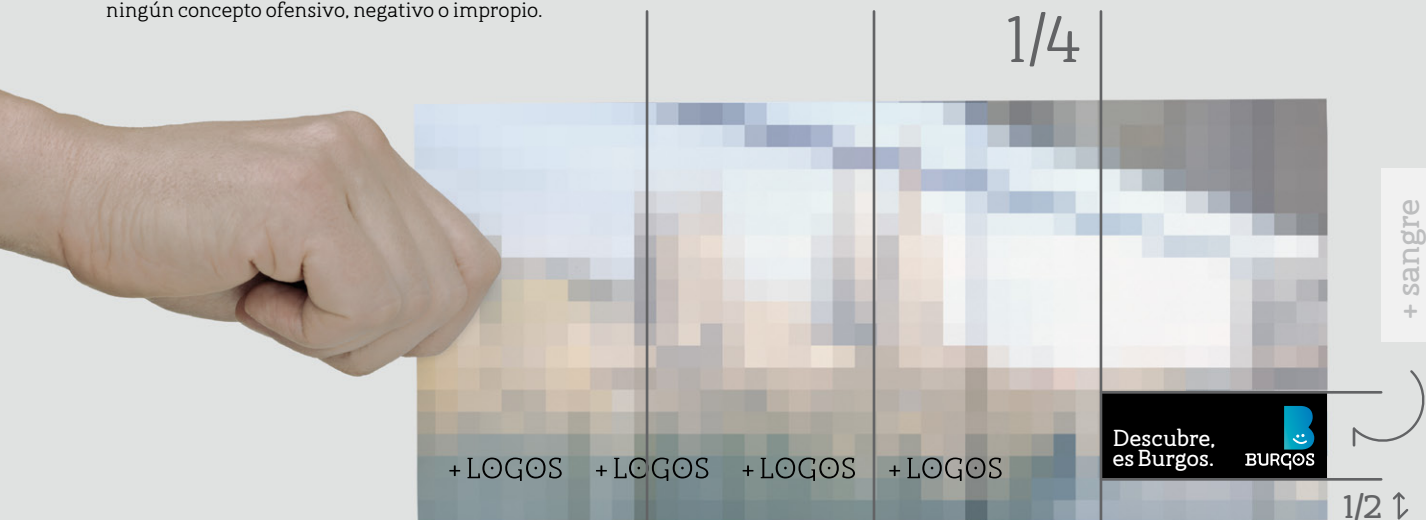 ningún concepto ofensivo, negativo o impropio.
1/4
+ sangre
Descubre,
es Burgos.
BURGOS
+ LOGOS + LOGOS + LOGOS + LOGOS
1/2